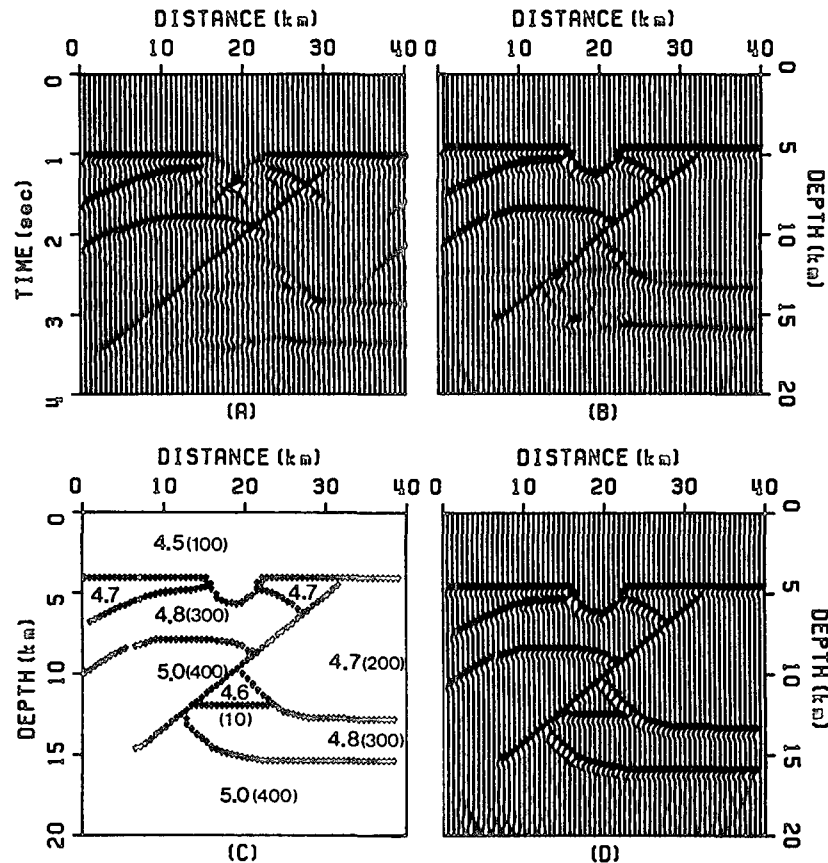 DISTANCE (km)
DISTANCE (km)
0 10 20 30 40
0 10 20 30 40
TIME (sec)
0
1
2
3
4
0
5
10
15
20
DEPTH (km)
(A)
(B)
DISTANCE (km)
DISTANCE (km)
0 10 20 30 40
0 10 20 30 40
DEPTH (km)
0
5
10
15
20
4.5(100)
4.7
4.7
4.8(300)
4.7(200)
5.0(400)
4.6
(10)
4.8(300)
5.0(400)
0
5
10
15
20
DEPTH (km)
(C)
(D)